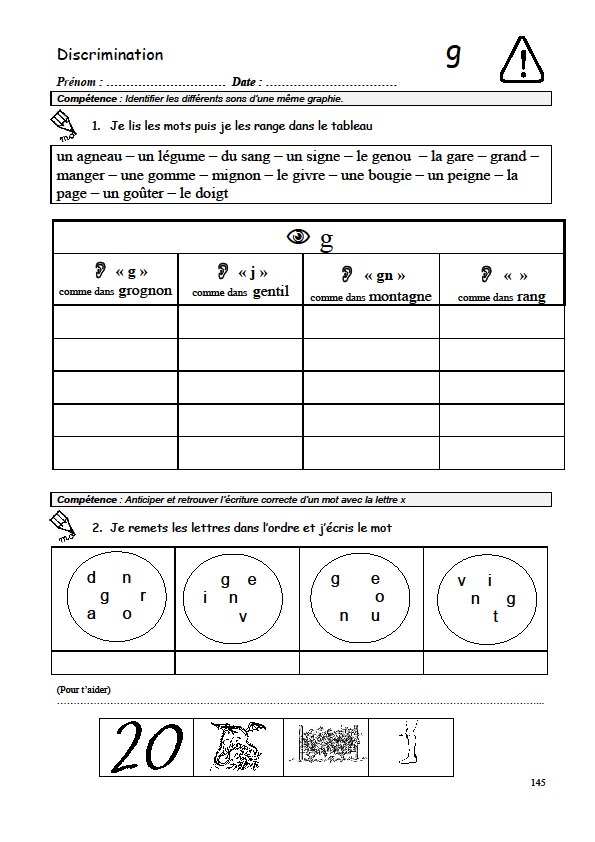 Discrimination
g
!
Prénom : .............................. Date : .................................
Compétence : Identifier les différents sons d'une même graphie.
1. Je lis les mots puis je les range dans le tableau
un agneau – un légume – du sang – un signe – le genou – la gare – grand –
manger – une gomme – mignon – le givre – une bougie – un peigne – la
page – un goûter – le doigt
g
« g »
comme dans grognon
« j »
comme dans gentil
« gn »
comme dans montagne
« »
comme dans rang
Compétence : Anticiper et retrouver l'écriture correcte d'un mot avec la lettre x
2. Je remets les lettres dans l'ordre et j'écris le mot
d n
g r
a o
g e
i n
v
g e
o
n u
v i
n g
t
(Pour t'aider)
20
145